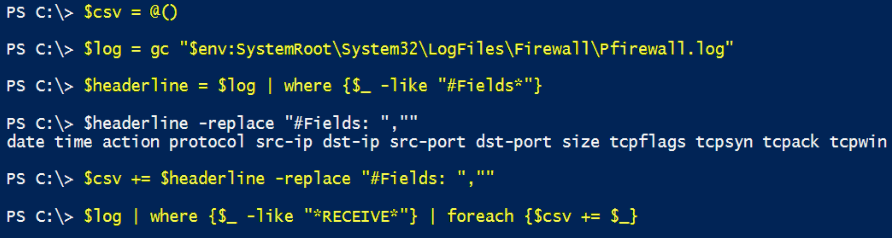 PS C:\> $csv = @()
PS C:\> $log = gc "$env:SystemRoot\System32\LogFiles\Firewall\Pfirewall.log"
PS C:\> $headerline = $log | where {$_ -like "#Fields*"}
PS C:\> $headerline -replace "#Fields: ",""
date time action protocol src-ip dst-ip src-port dst-port size tcpflags tcpsyn tcpack tcpwin
PS C:\> $csv += $headerline -replace "#Fields: ",""
PS C:\> $log | where {$_ -like "*RECEIVE*"} | foreach {$csv += $_}